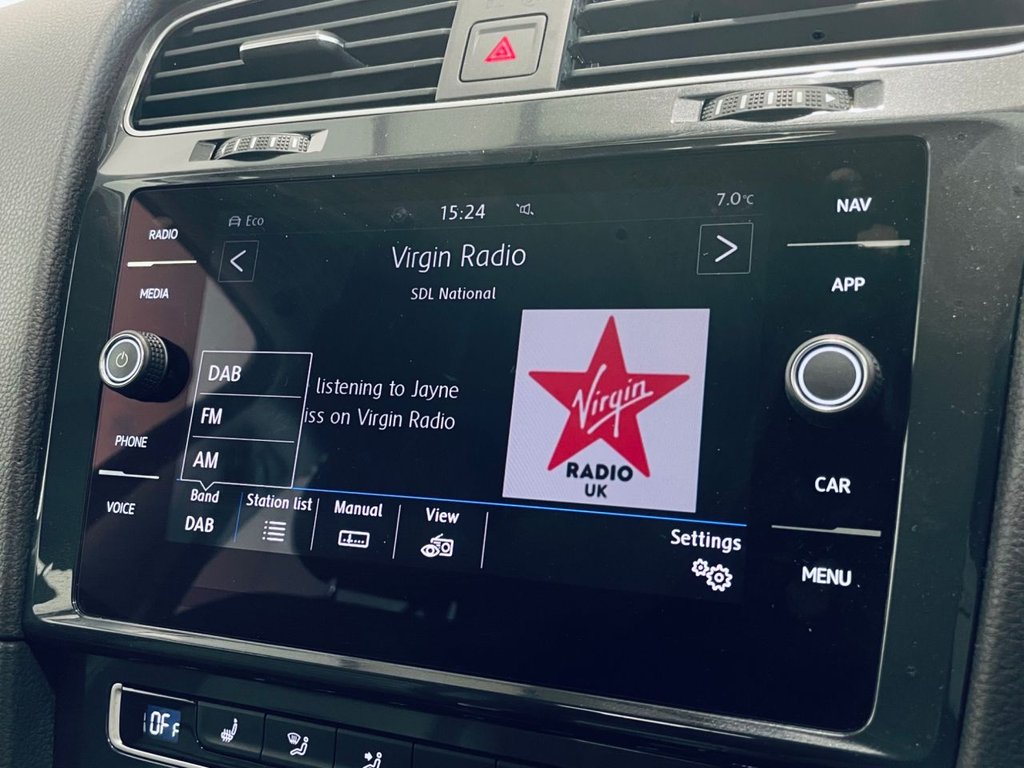 Eco
15:24
7.0°C
NAV
RADIO
<
Virgin Radio
>
SDL National
MEDIA
APP
DAB
FM
AM
listening to Jayne
iss on Virgin Radio
Virgin
RADIO
UK
PHONE
VOICE
CAR
MENU
Band
DAB
Station list
Manual
View
Settings
OFF